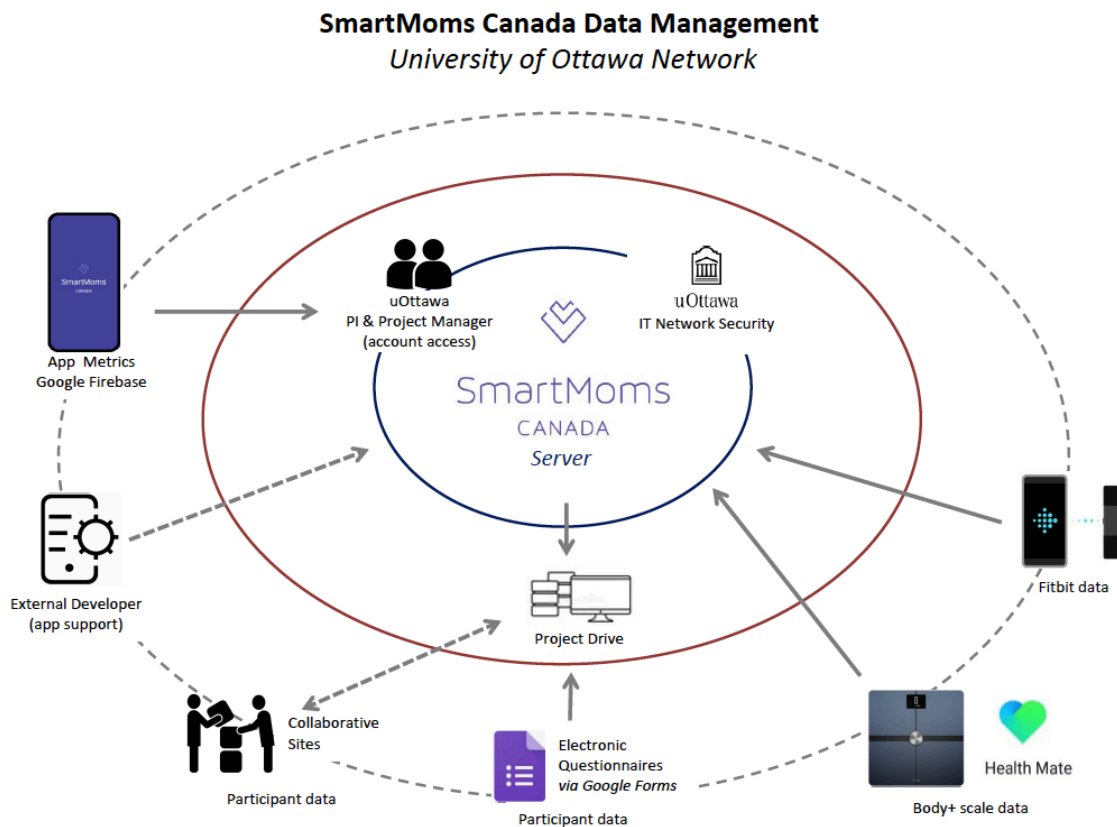 SmartMoms Canada Data Management
University of Ottawa Network
SmartMoms
CANADA
App Metrics
Google Firebase
uOttawa
PI & Project Manager
(account access)
uOttawa
IT Network Security
SmartMoms
CANADA
Server
External Developer
(app support)
Project Drive
Fitbit data
Collaborative
Sites
Participant data
Electronic
Questionnaires
via Google Forms
Participant data
Health Mate
Body+ scale data